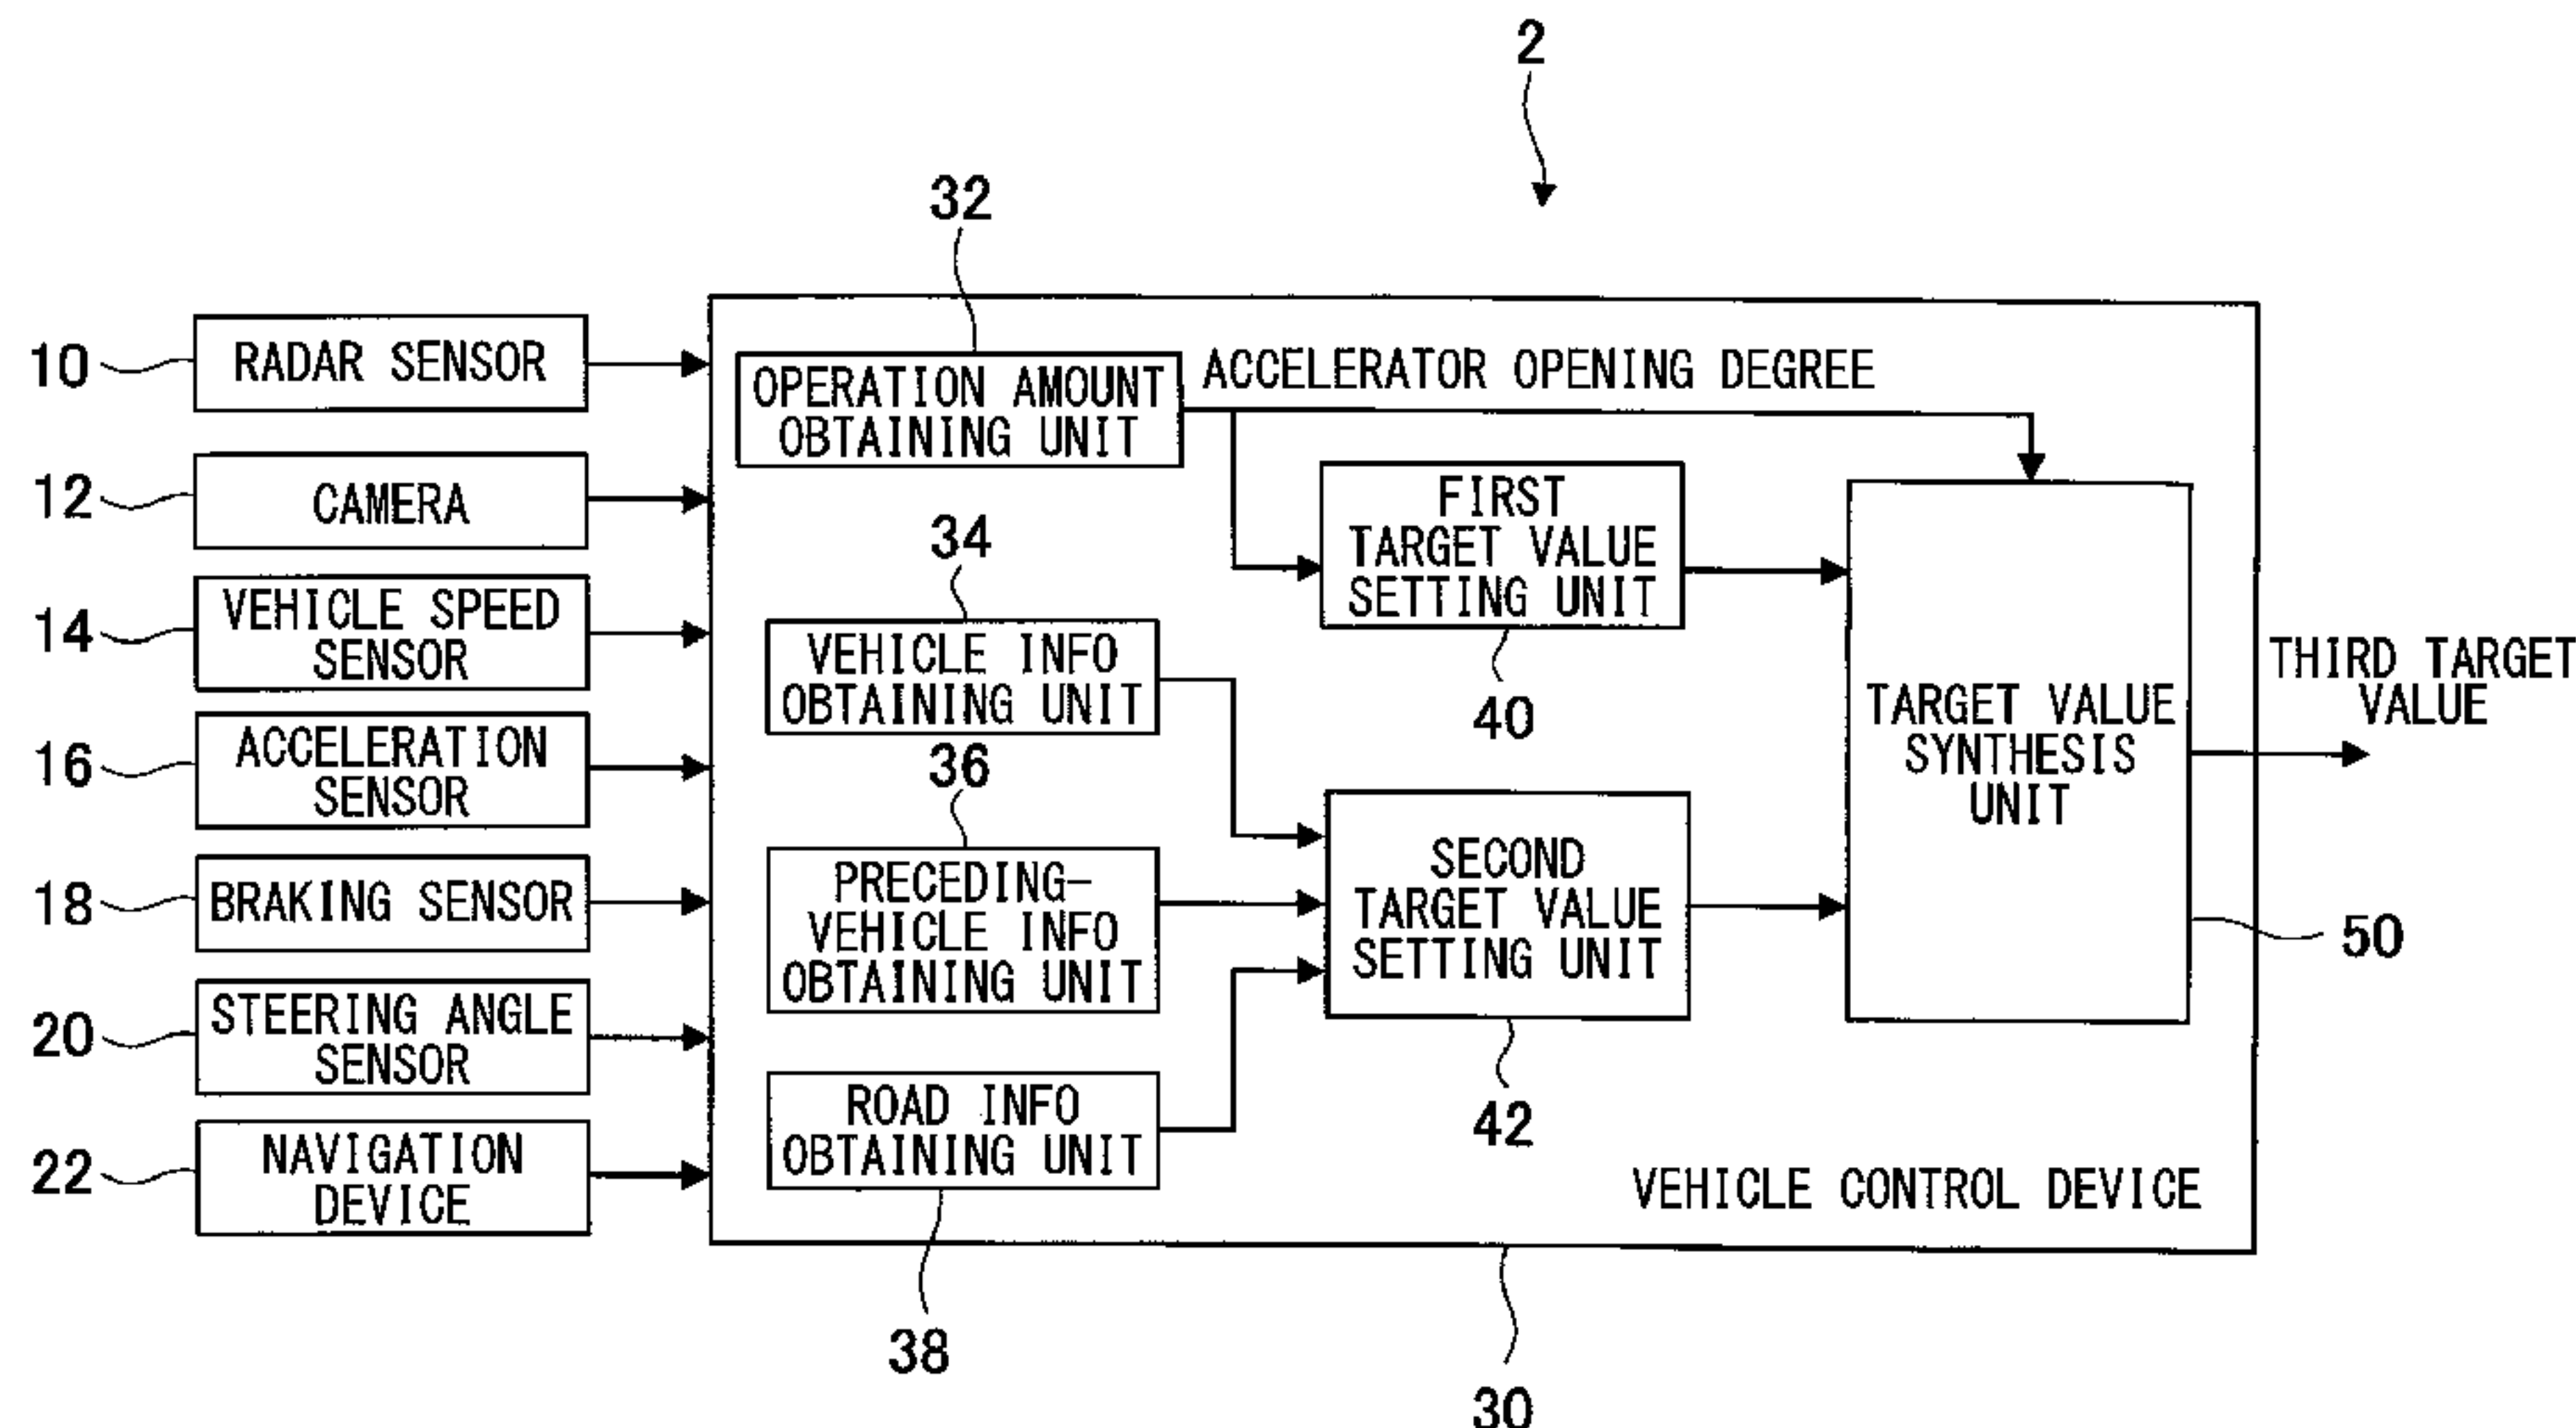 2
32
10
RADAR SENSOR
OPERATION AMOUNT
OBTAINING UNIT
ACCELERATOR OPENING DEGREE
12
CAMERA
34
FIRST
TARGET VALUE
SETTING UNIT
40
14
VEHICLE SPEED
SENSOR
VEHICLE INFO
OBTAINING UNIT
THIRD TARGET
VALUE
16
ACCELERATION
SENSOR
36
TARGET VALUE
SYNTHESIS
UNIT
18
BRAKING SENSOR
PRECEDING-
VEHICLE INFO
OBTAINING UNIT
SECOND
TARGET VALUE
SETTING UNIT
50
20
STEERING ANGLE
SENSOR
42
22
NAVIGATION
DEVICE
ROAD INFO
OBTAINING UNIT
VEHICLE CONTROL DEVICE
38
30